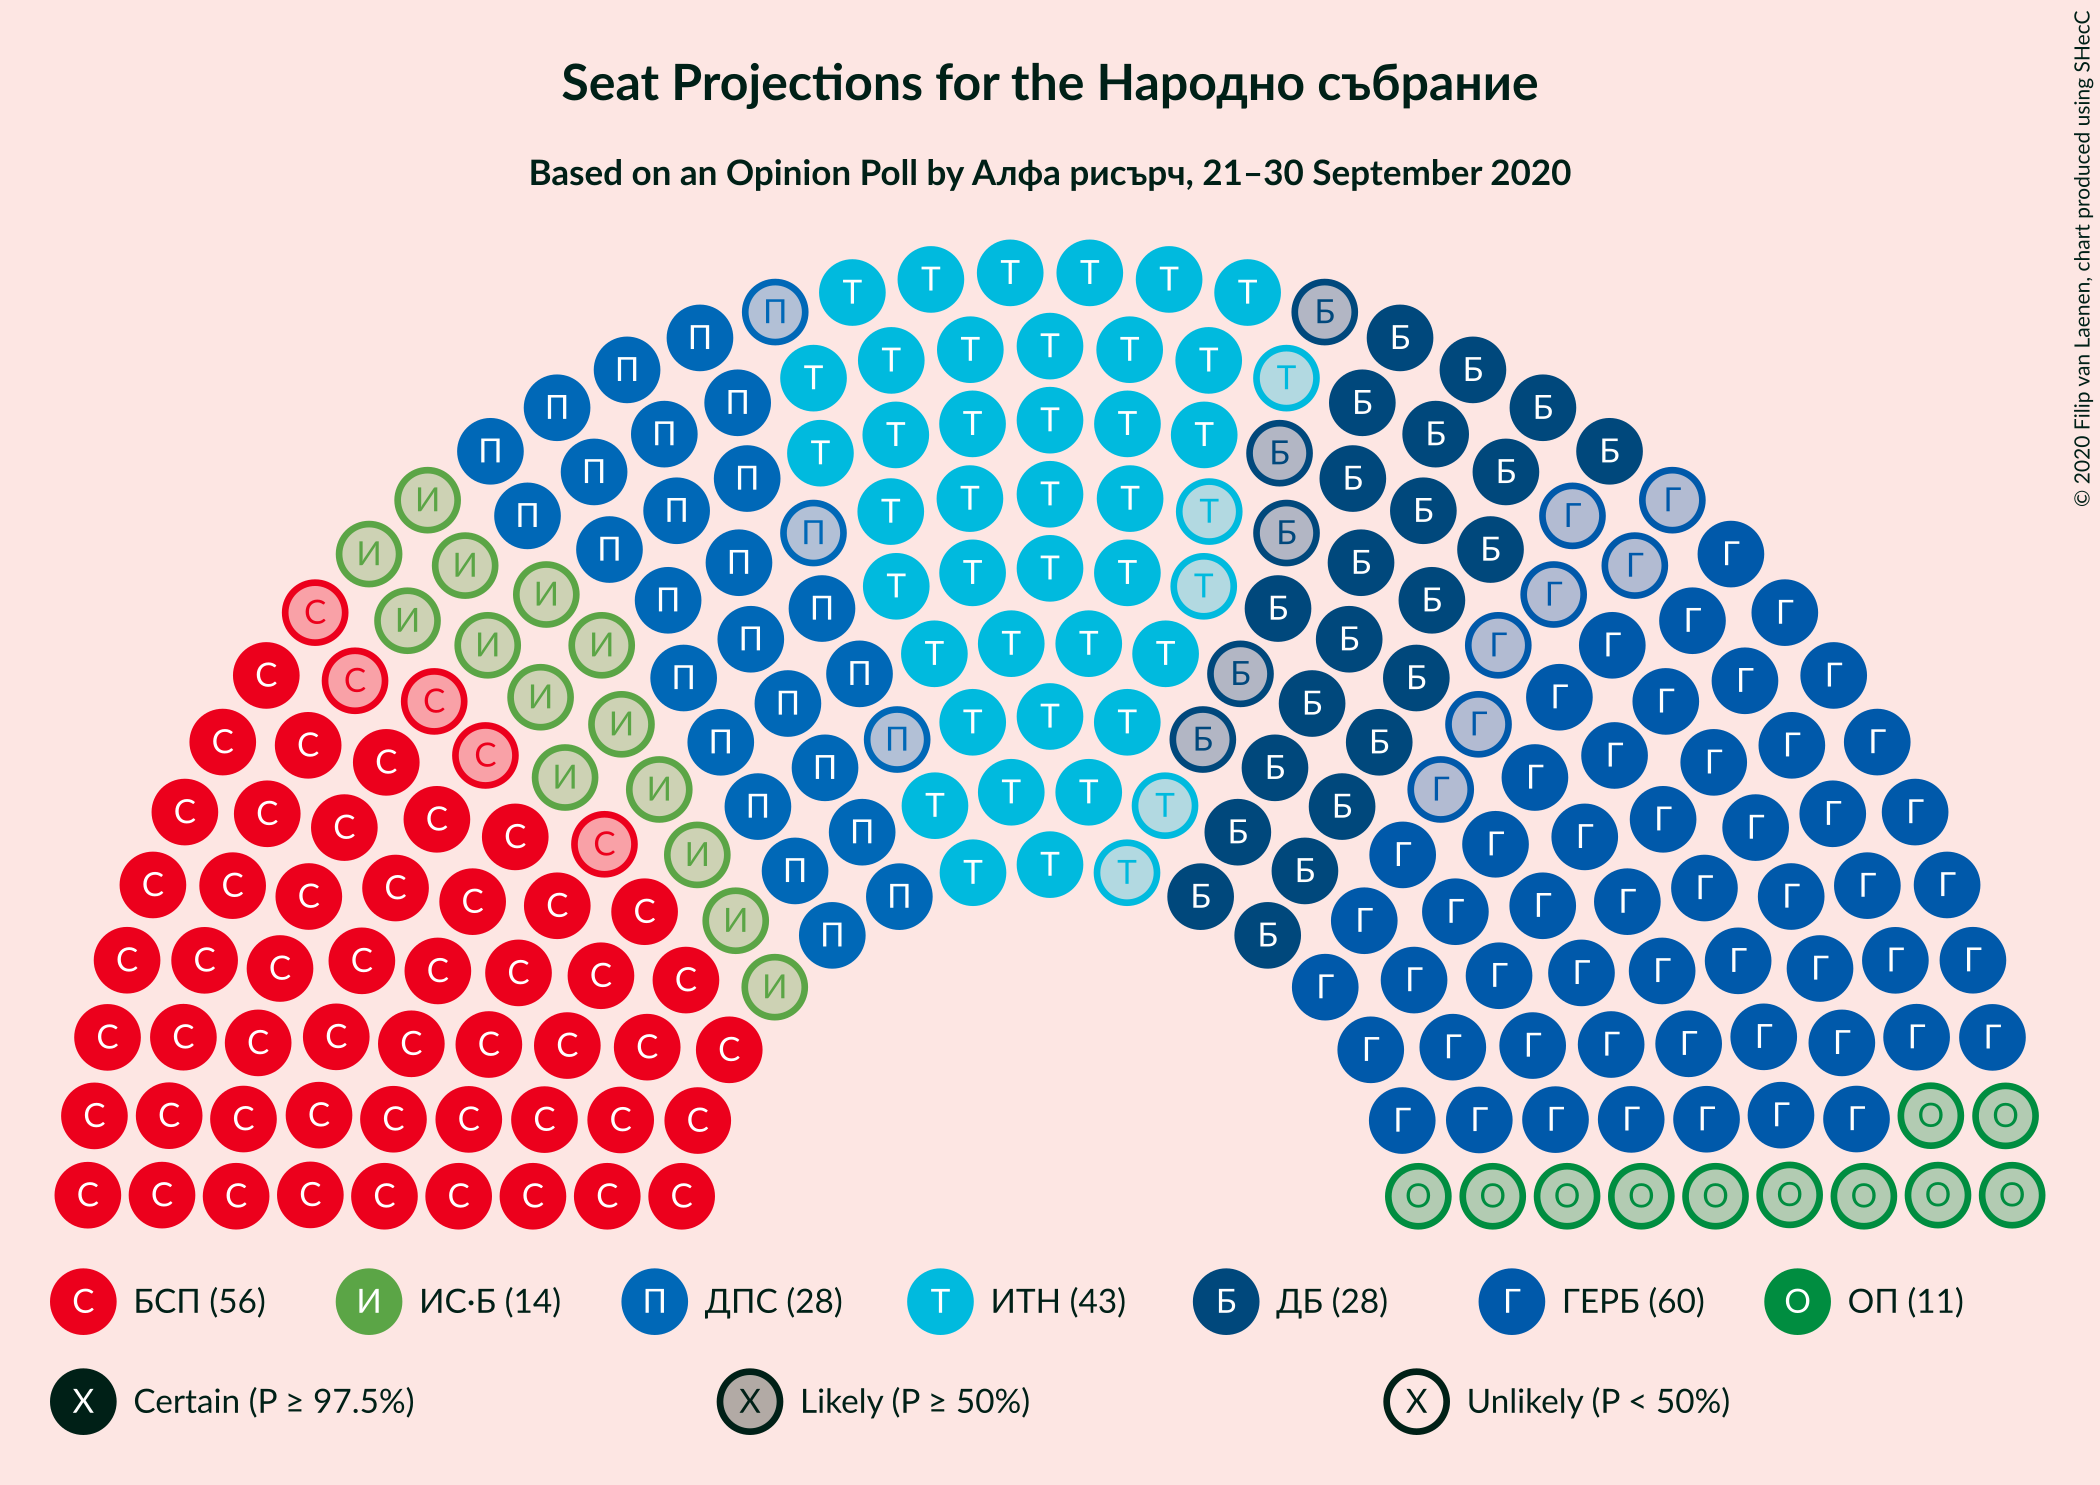 Seat Projections for the Народно събрание
Based on an Opinion Poll by Алфа рисърч, 21–30 September 2020
© 2020 Filip van Laenen, chart produced using SHecC
С БСП (56) И ИС·Б (14) П ДПС (28) Т ИТН (43) Б ДБ (28) Г ГЕРБ (60) О ОП (11)
X Certain (P ≥ 97.5%) X Likely (P ≥ 50%) X Unlikely (P < 50%)